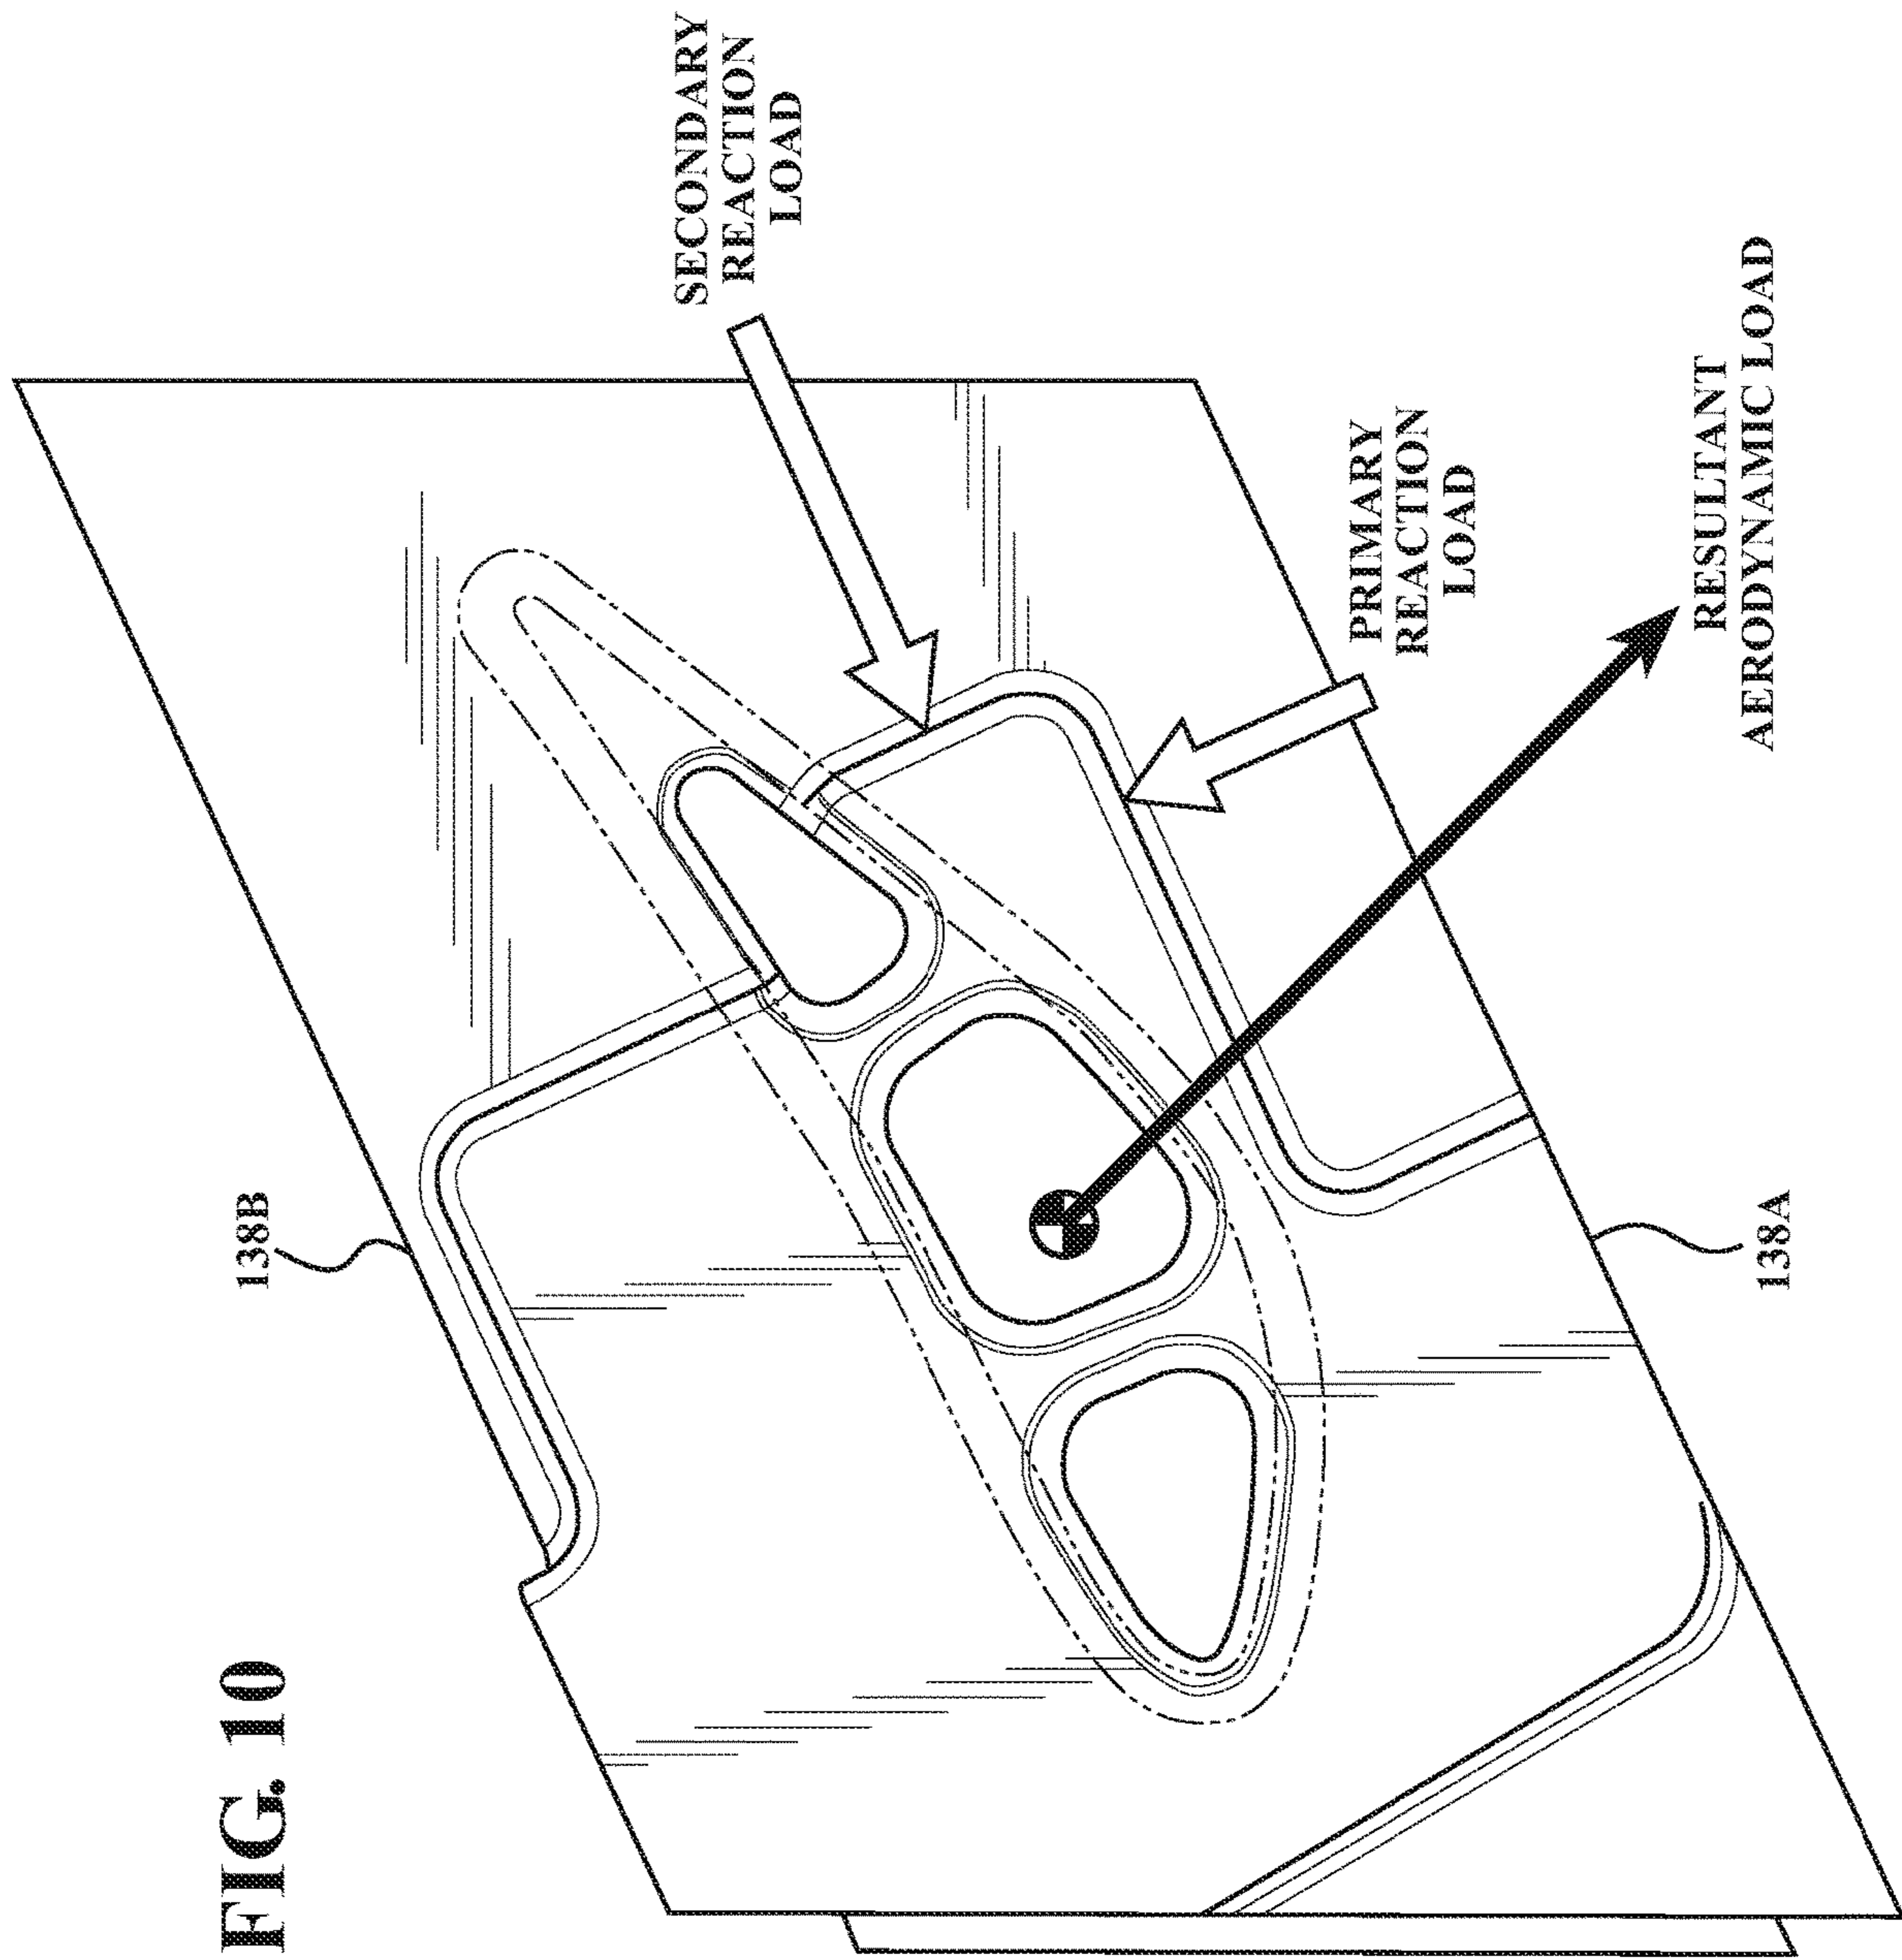 FIG. 10
138B
SECONDARY
REACTION
LOAD
PRIMARY
REACTION
LOAD
RESULTANT
AERODYNAMIC LOAD
138A